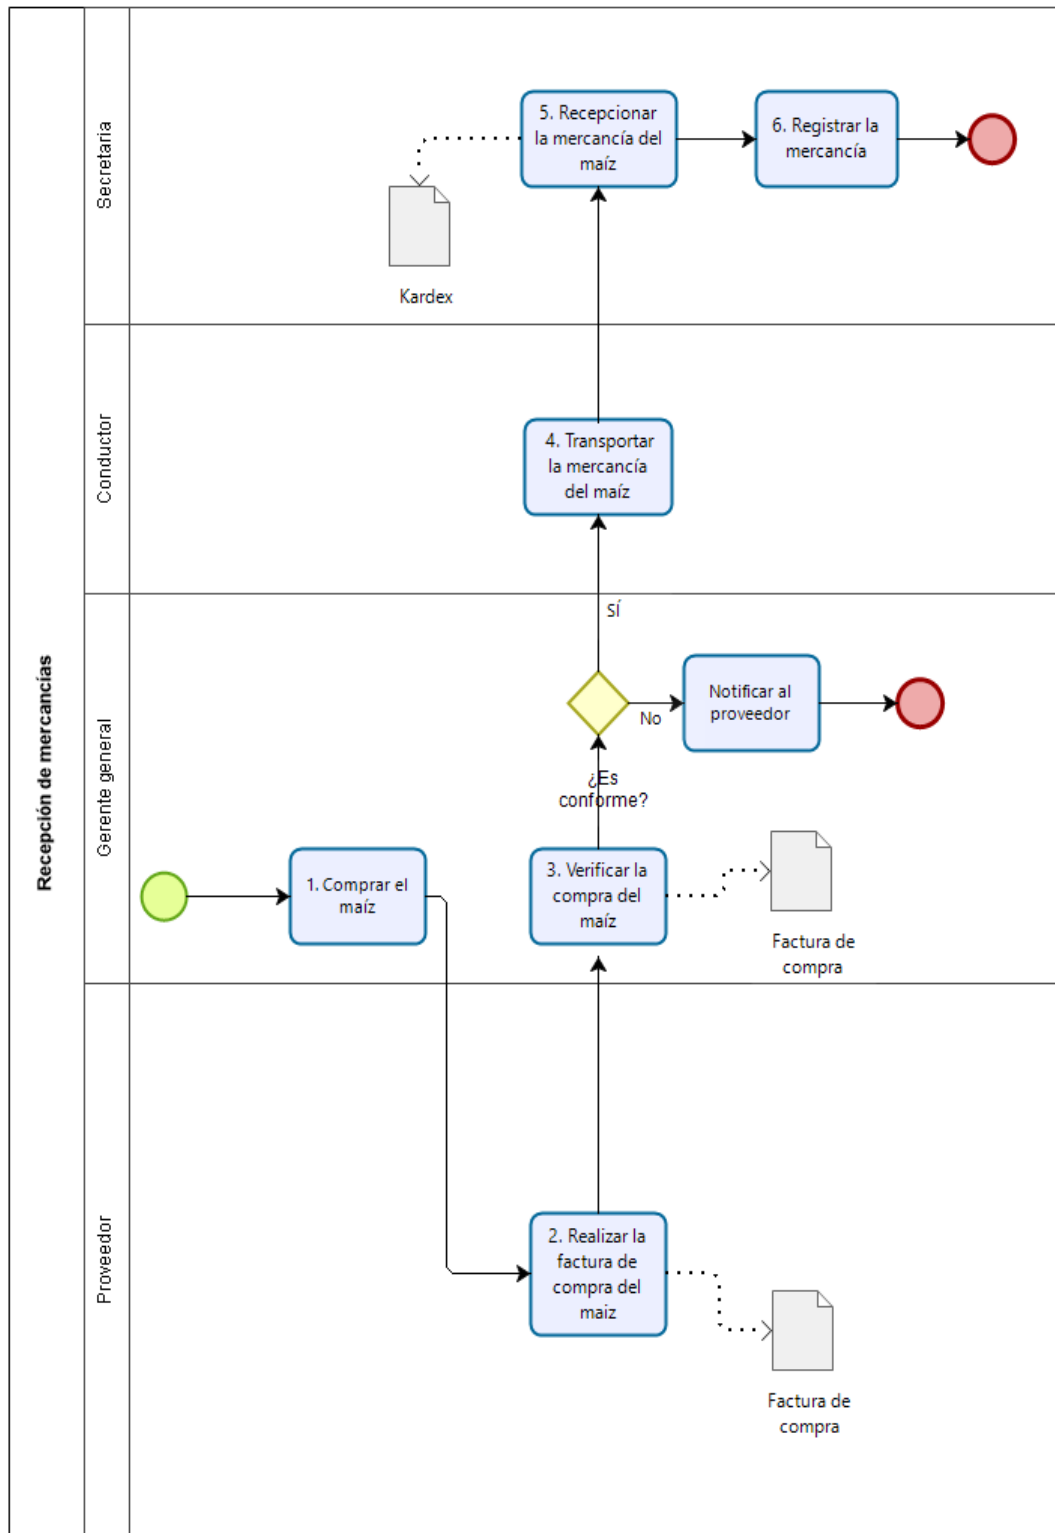 Recepción de mercancías
Secretaria
5. Recepcionar
la mercancía del
maíz
6. Registrar la
mercancía
Kardex
Conductor
4. Transportar
la mercancía
del maíz
Gerente general
SÍ
No
Notificar al
proveedor
¿Es
conforme?
1. Comprar el
maíz
3. Verificar la
compra del
maíz
Factura de
compra
Proveedor
2. Realizar la
factura de
compra del
maiz
Factura de
compra